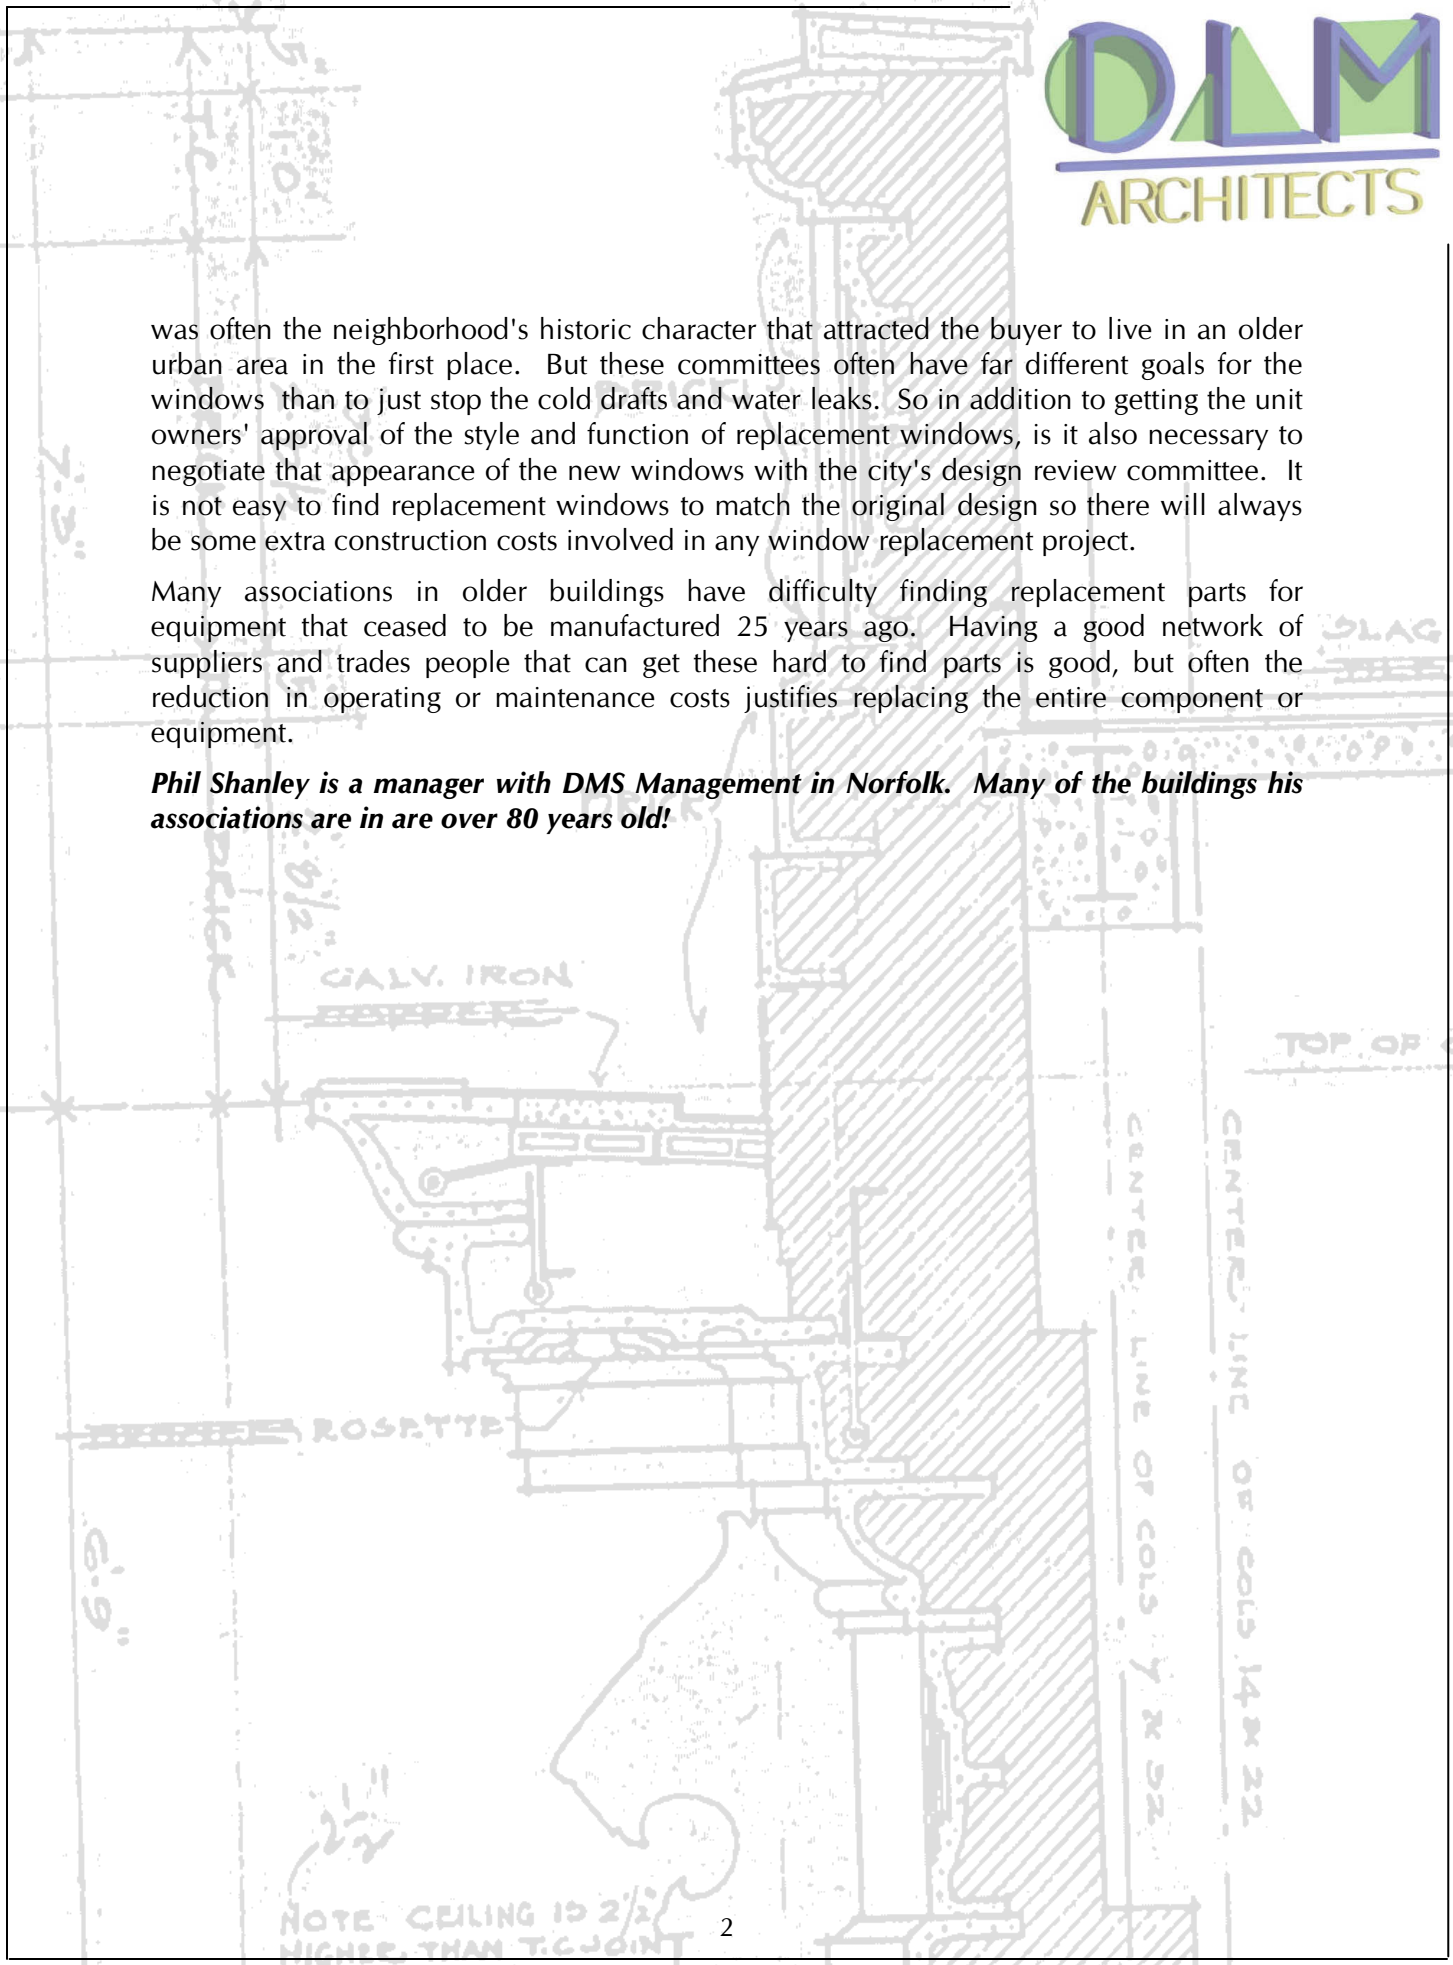 DLM
ARCHITECTS
was often the neighborhood's historic character that attracted the buyer to live in an older
urban area in the first place.  But these committees often have far different goals for the
windows  than to just stop the cold drafts and water leaks.  So in addition to getting the unit
owners' approval of the style and function of replacement windows, is it also necessary to
negotiate that appearance of the new windows with the city's design review committee.  It
is not easy to find replacement windows to match the original design so there will always
be some extra construction costs involved in any window replacement project.
Many associations in older buildings have difficulty finding replacement parts for
equipment that ceased to be manufactured 25 years ago.  Having a good network of
suppliers and trades people that can get these hard to find parts is good, but often the
reduction in operating or maintenance costs justifies replacing the entire component or
equipment.
Phil Shanley is a manager with DMS Management in Norfolk.  Many of the buildings his
associations are in are over 80 years old!
SLAG
BRICK
GALV. IRON
TOP OF
CENTER LINE OF COLS
CENTER LINE OF COLS 14 x 22
ROSETTE
6'-9"
2 1/2"
NOTE CEILING IS 2 1/2"
HIGHER THAN T.C. JOINT
2